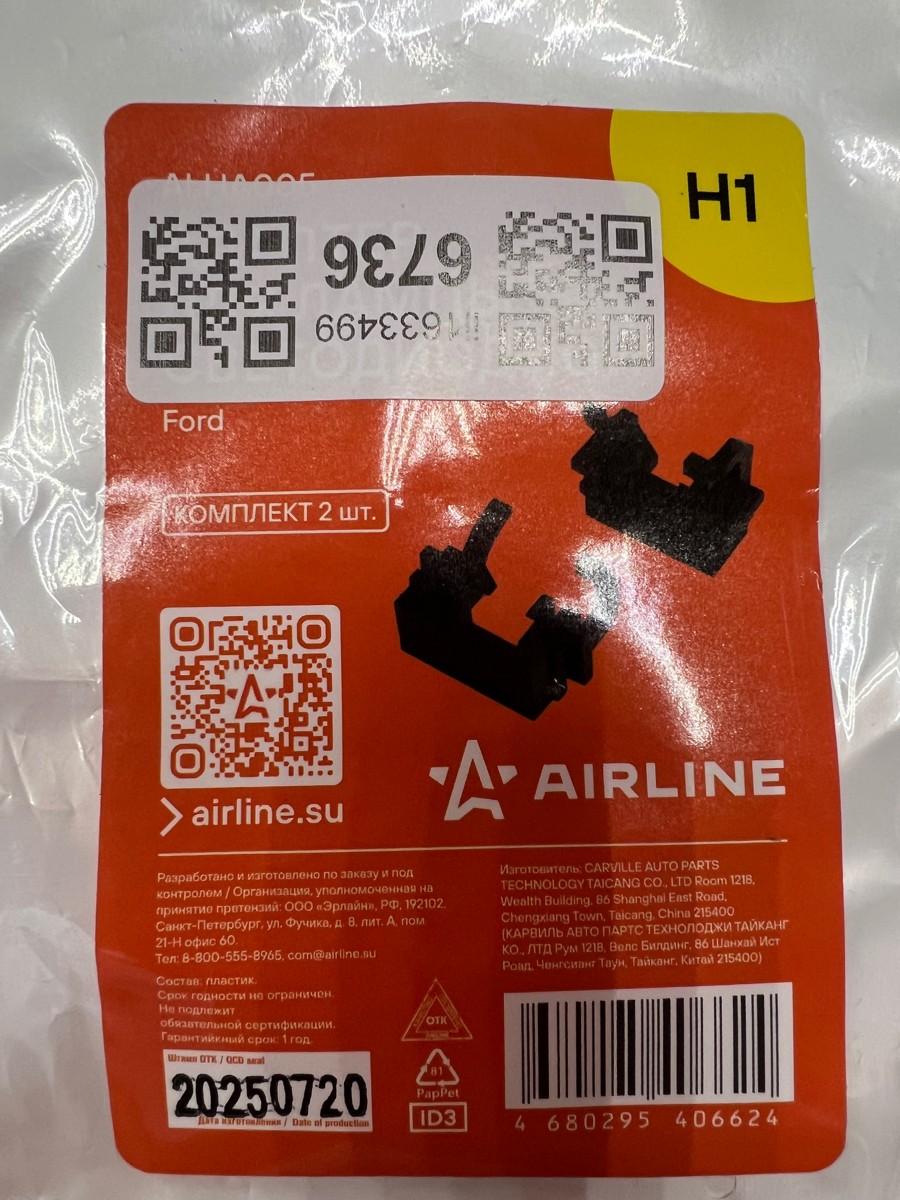 H1
6736
ii1633499
Ford
КОМПЛЕКТ 2 шт.
airline.su
AIRLINE
Разработано и изготовлено по заказу и под
контролем / Организация, уполномоченная на
принятие претензий: ООО «Эрлайн», РФ, 192102,
Санкт-Петербург, ул. Фучика, д. 8. лит. А, пом
21-Н офис 60.
Тел: 8-800-555-8965, com@airline.su
Состав: пластик.
Срок годности не ограничен.
Не подлежит
обязательной сертификации.
Гарантийный срок: 1 год.
Штамп ОТК / QCD seal
20250720
Дата изготовления / Date of production
Изготовитель: CARVILLE AUTO PARTS
TECHNOLOGY TAICANG CO., LTD Room 1218,
Wealth Building, 86 Shanghai East Road,
Chengxiang Town, Taicang, China 215400
(КАРВИЛЬ АВТО ПАРТС ТЕХНОЛОДЖИ ТАЙКАНГ
КО., ЛТД Рум 1218, Велс Билдинг, 86 Шанхай Ист
Роад, Ченгсианг Таун, Тайканг, Китай 215400)
ОТК
81
PapPet
ID3
4 680295 406624